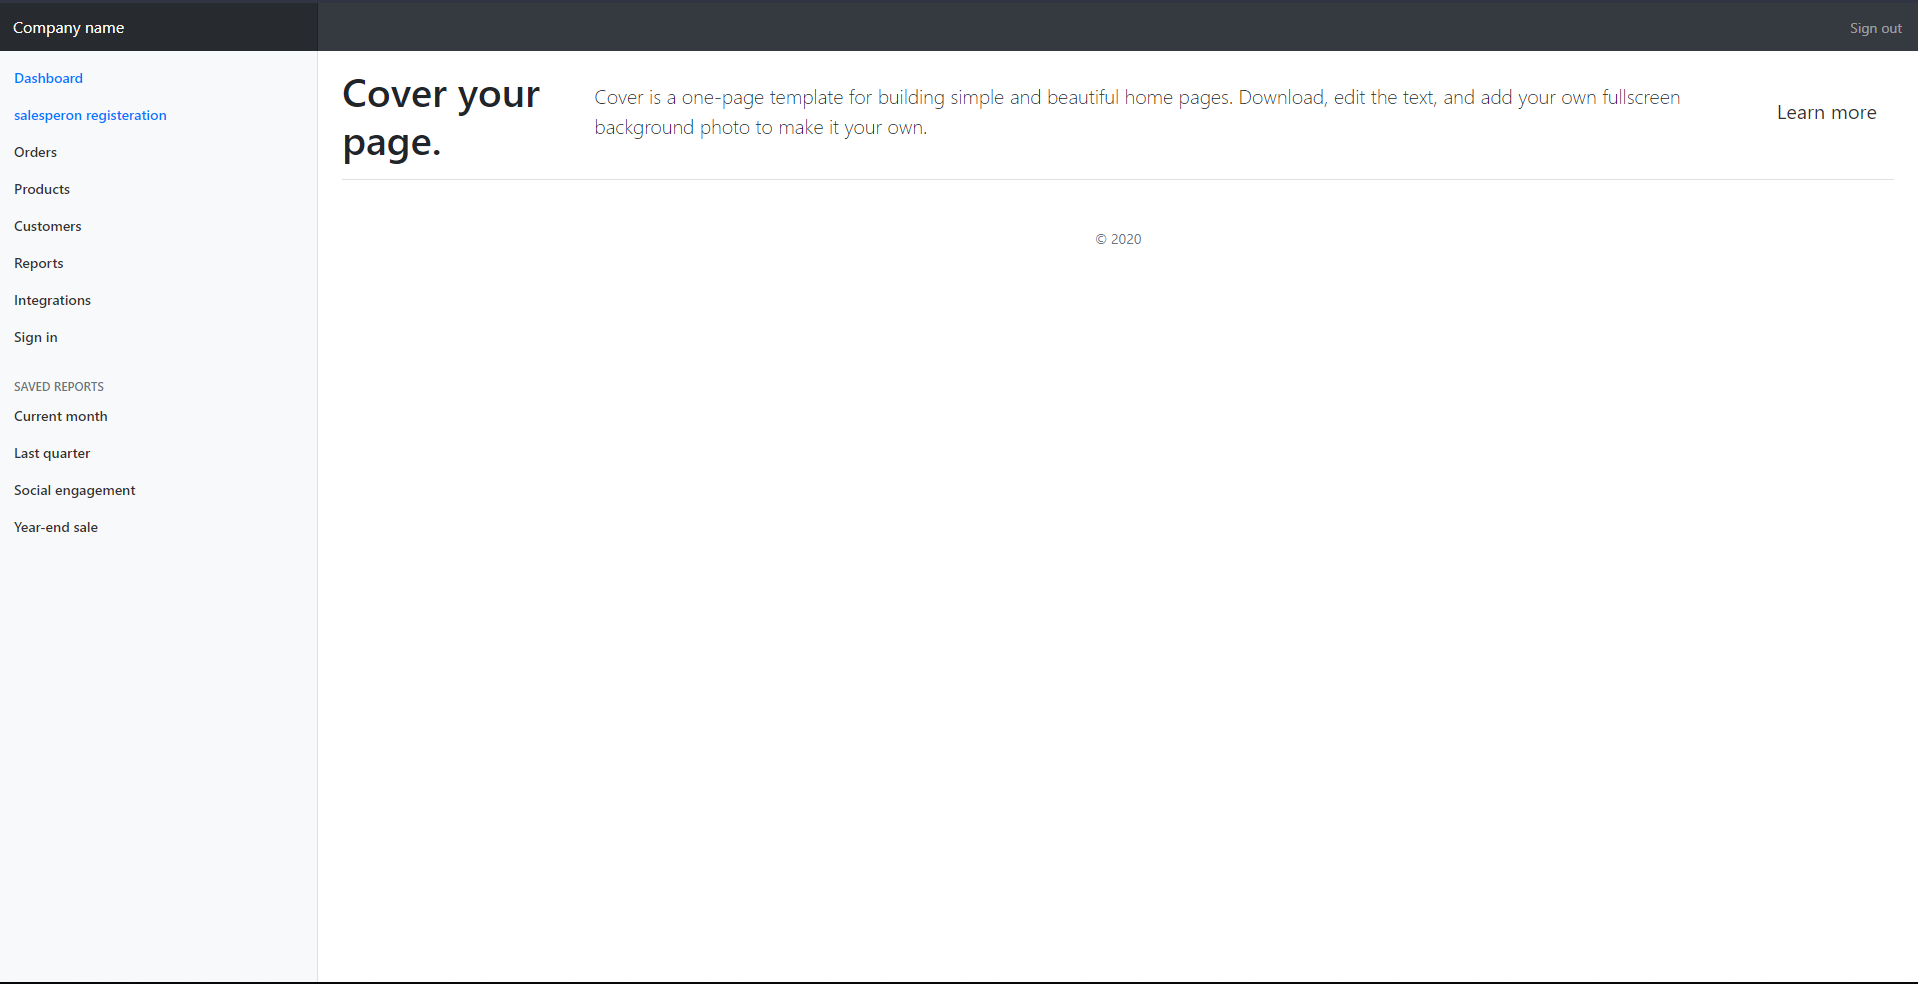 Company name
Sign out
Dashboard
salesperon registeration
Orders
Products
Customers
Reports
Integrations
Sign in
SAVED REPORTS
Current month
Last quarter
Social engagement
Year-end sale
Cover your
page.
Cover is a one-page template for building simple and beautiful home pages. Download, edit the text, and add your own fullscreen
background photo to make it your own.
Learn more
© 2020